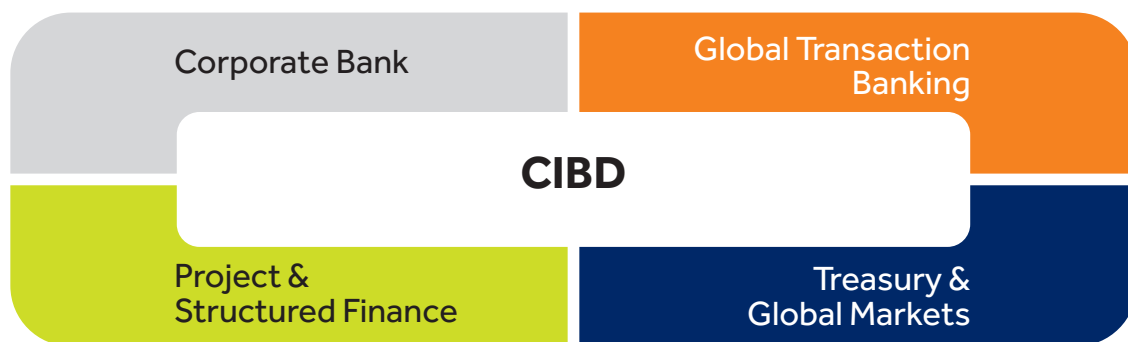 Corporate Bank
Global Transaction
Banking
CIBD
Project &
Structured Finance
Treasury &
Global Markets